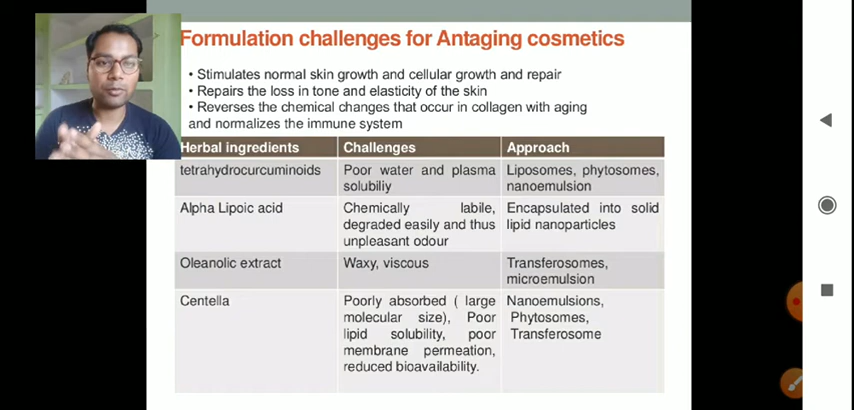 Formulation challenges for Antaging cosmetics
• Stimulates normal skin growth and cellular growth and repair
• Repairs the loss in tone and elasticity of the skin
• Reverses the chemical changes that occur in collagen with aging
and normalizes the immune system
Herbal ingredients Challenges Approach
tetrahydrocurcuminoids Poor water and plasma Liposomes, phytosomes,
solubiliy nanoemulsion
Alpha Lipoic acid Chemically labile, Encapsulated into solid
degraded easily and thus lipid nanoparticles
unpleasant odour
Oleanolic extract Waxy, viscous Transferosomes,
microemulsion
Centella Poorly absorbed ( large Nanoemulsions,
molecular size), Poor Phytosomes,
lipid solubility, poor Transferosome
membrane permeation,
reduced bioavailability.